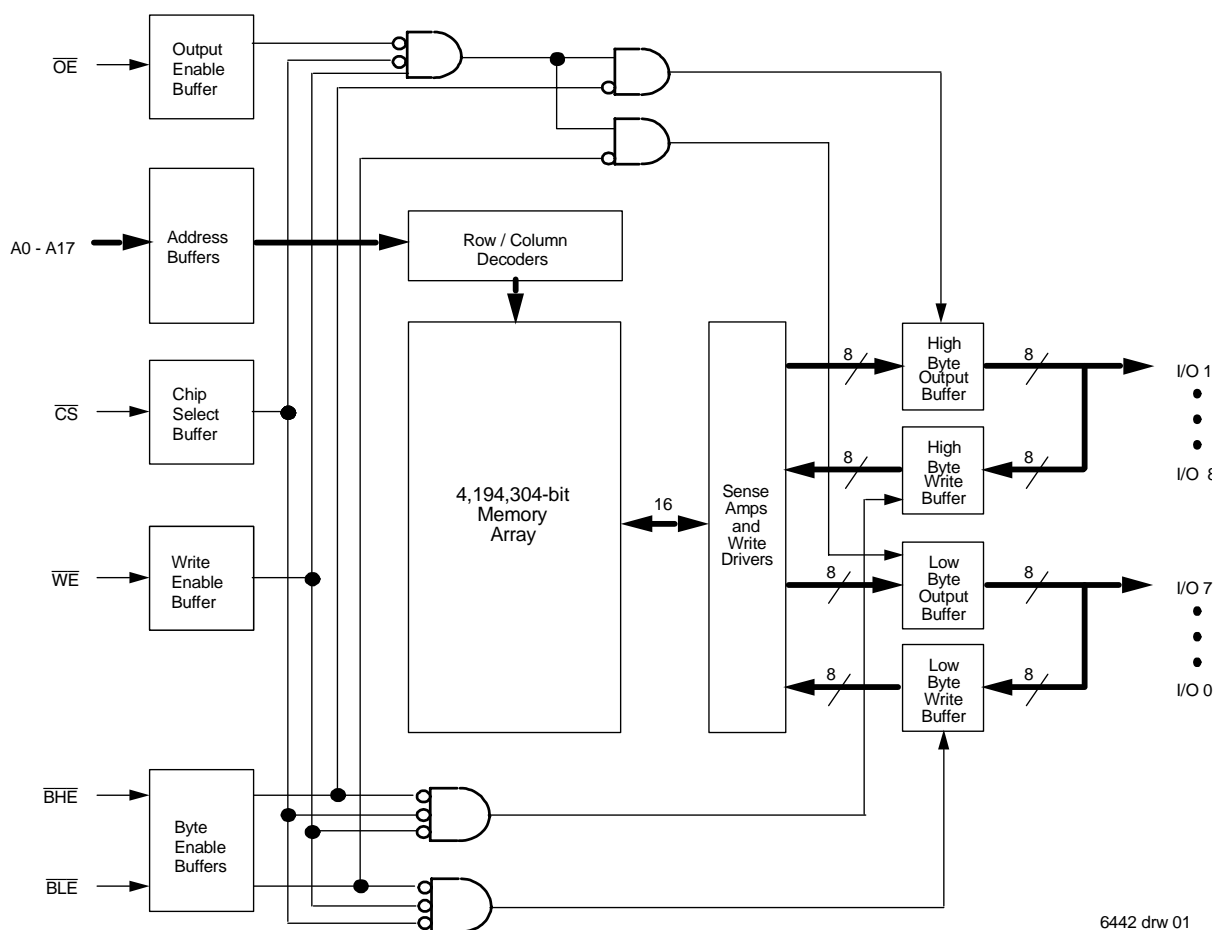 OE
Output
Enable
Buffer
A0 - A17
Address
Buffers
Row / Column
Decoders
CS
Chip
Select
Buffer
WE
Write
Enable
Buffer
4,194,304-bit
Memory
Array
16
Sense
Amps
and
Write
Drivers
8
High
Byte
Output
Buffer
8
I/O 1
8
High
Byte
Write
Buffer
8
I/O 8
8
Low
Byte
Output
Buffer
8
I/O 7
8
Low
Byte
Write
Buffer
8
I/O 0
BHE
Byte
Enable
Buffers
BLE
6442 drw 01